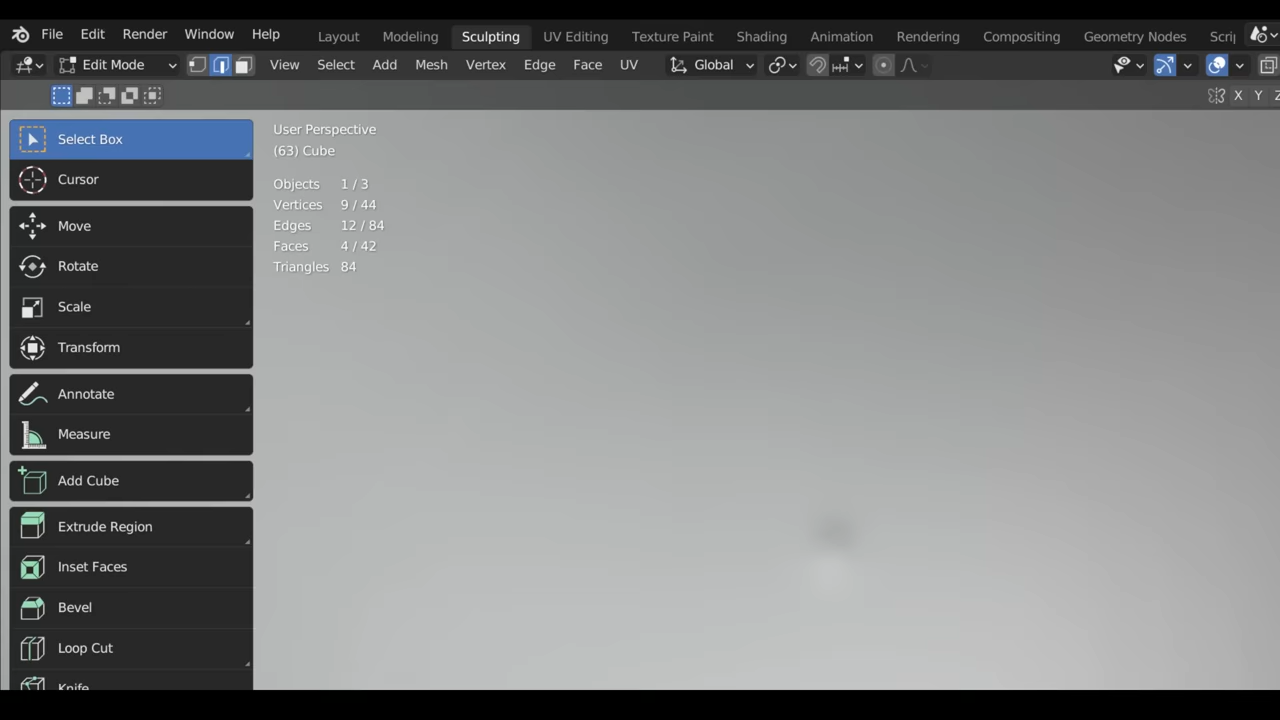 File Edit Render Window Help Layout Modeling Sculpting UV Editing Texture Paint Shading Animation Rendering Compositing Geometry Nodes Scrip
Edit Mode View Select Add Mesh Vertex Edge Face UV Global
X Y Z
Select Box
Cursor
Move
Rotate
Scale
Transform
Annotate
Measure
Add Cube
Extrude Region
Inset Faces
Bevel
Loop Cut
Knife
User Perspective
(63) Cube
Objects 1 / 3
Vertices 9 / 44
Edges 12 / 84
Faces 4 / 42
Triangles 84